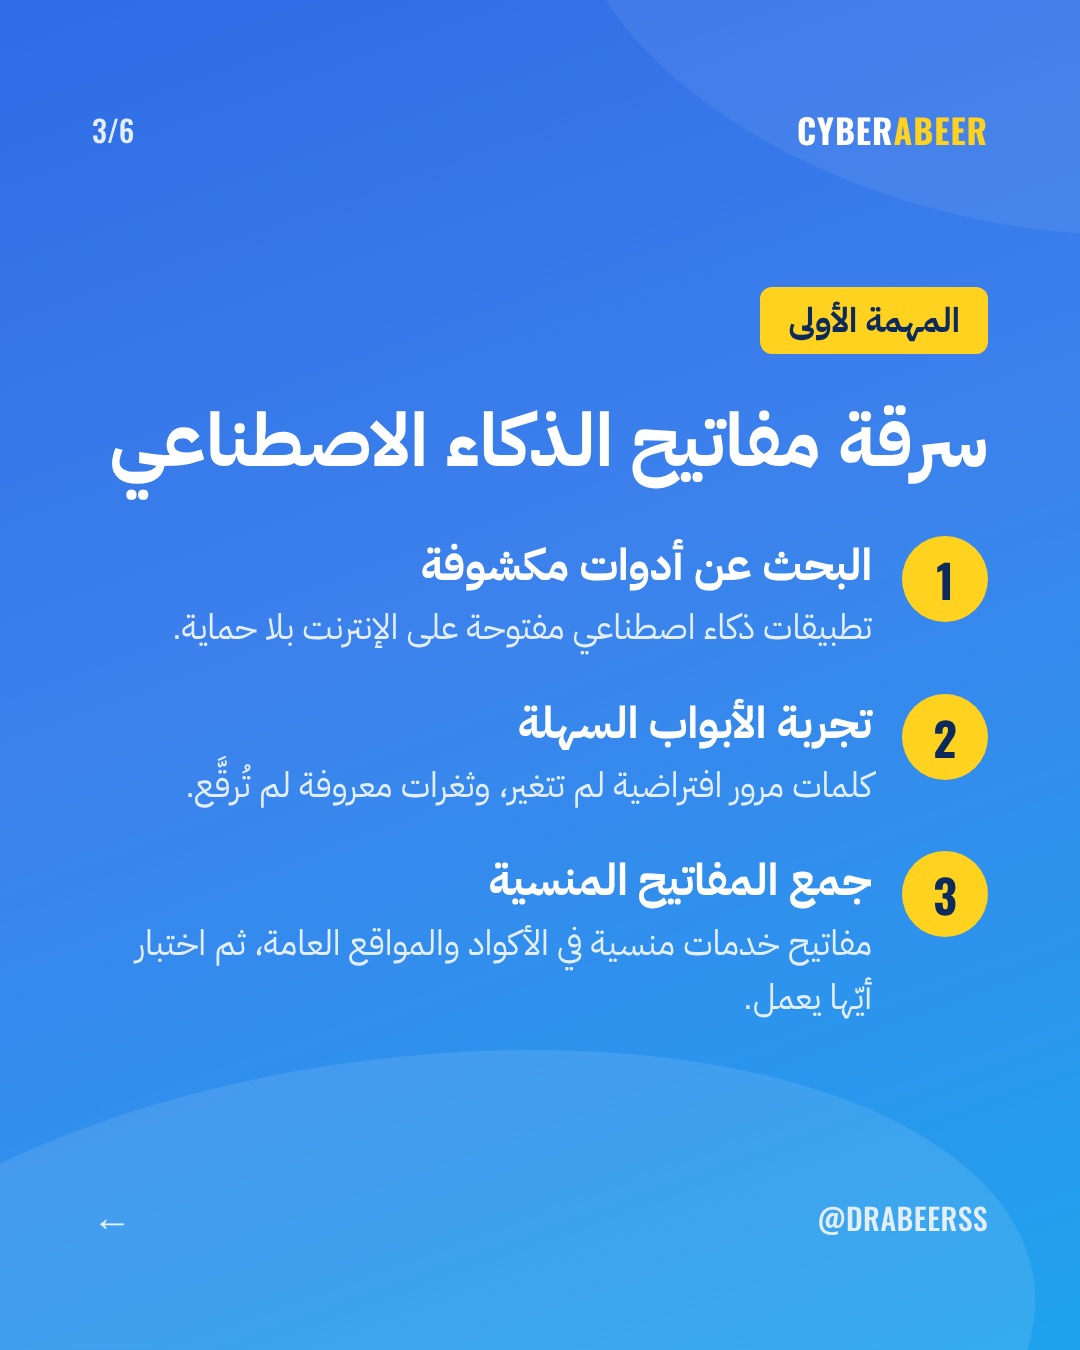 CYBERABEER
3/6
المهمة الأولى
سرقة مفاتيح الذكاء الاصطناعي
1
البحث عن أدوات مكشوفة
تطبيقات ذكاء اصطناعي مفتوحة على الإنترنت بلا حماية.
2
تجربة الأبواب السهلة
كلمات مرور افتراضية لم تتغير، وثغرات معروفة لم تُرقَّع.
3
جمع المفاتيح المنسية
مفاتيح خدمات منسية في الأكواد والمواقع العامة، ثم اختبار
أيّها يعمل.
@DRABEERSS
←